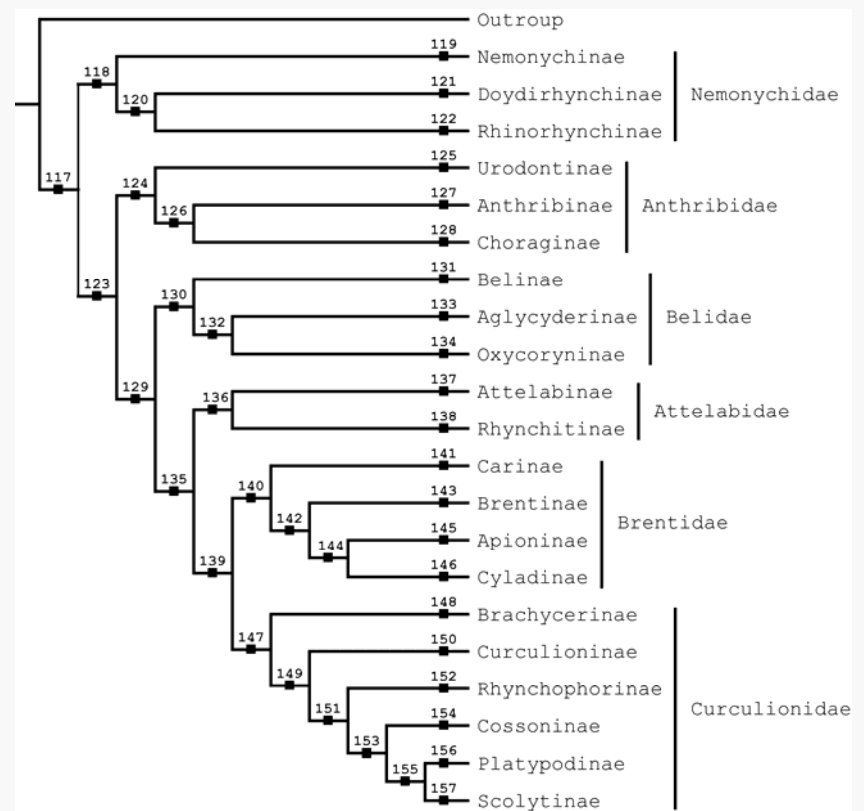 Outroup
119
Nemonychinae
118
121
Doydirhynchinae
Nemonychidae
120
122
Rhinorhynchinae
125
Urodontinae
117
124
127
Anthribinae
Anthribidae
126
128
Choraginae
131
Belinae
123
130
133
Aglycyderinae
Belidae
132
134
Oxycoryninae
137
Attelabinae
129
136
Attelabidae
138
Rhynchitinae
141
Carinae
135
140
143
Brentinae
Brentidae
142
145
Apioninae
144
146
Cyladinae
139
148
Brachycerinae
147
150
Curculioninae
149
152
Rhynchophorinae
Curculionidae
151
154
Cossoninae
153
156
Platypodinae
155
157
Scolytinae